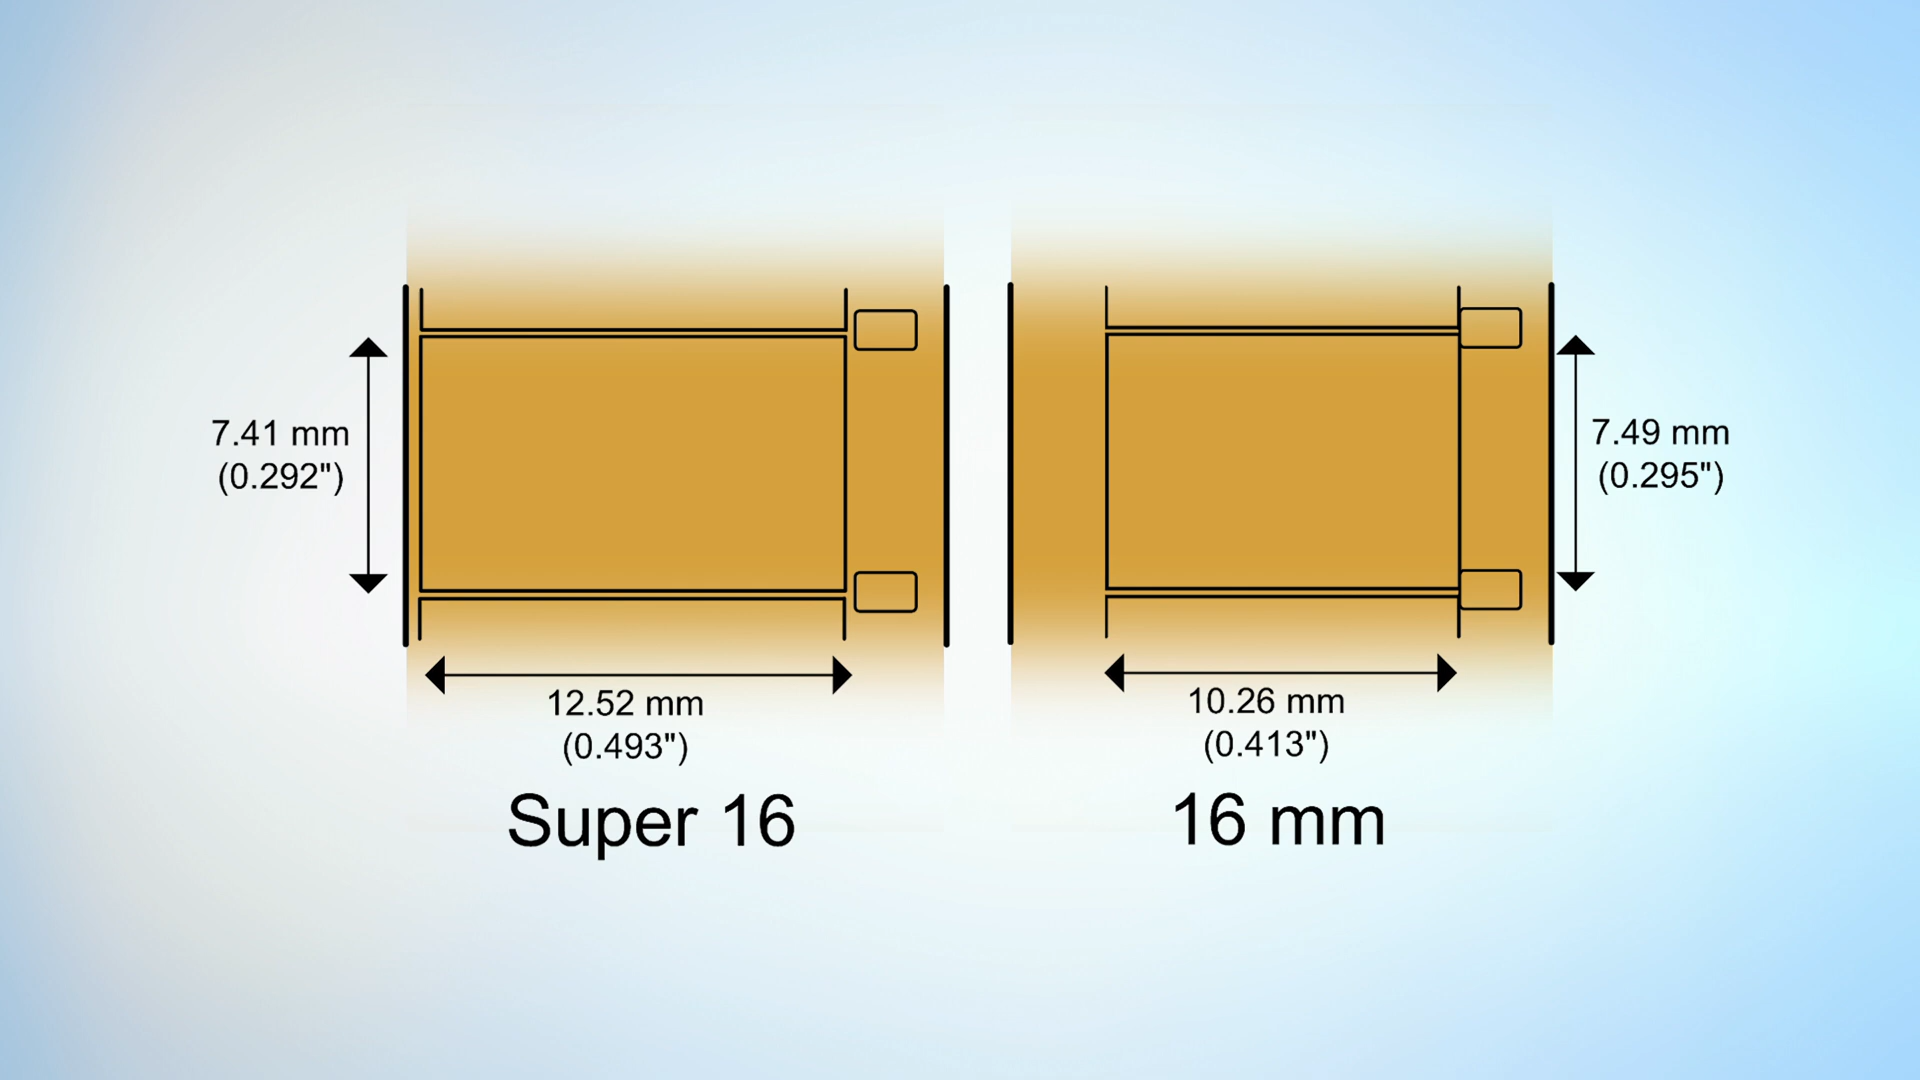 7.41 mm
(0.292")
12.52 mm
(0.493")
Super 16
7.49 mm
(0.295")
10.26 mm
(0.413")
16 mm